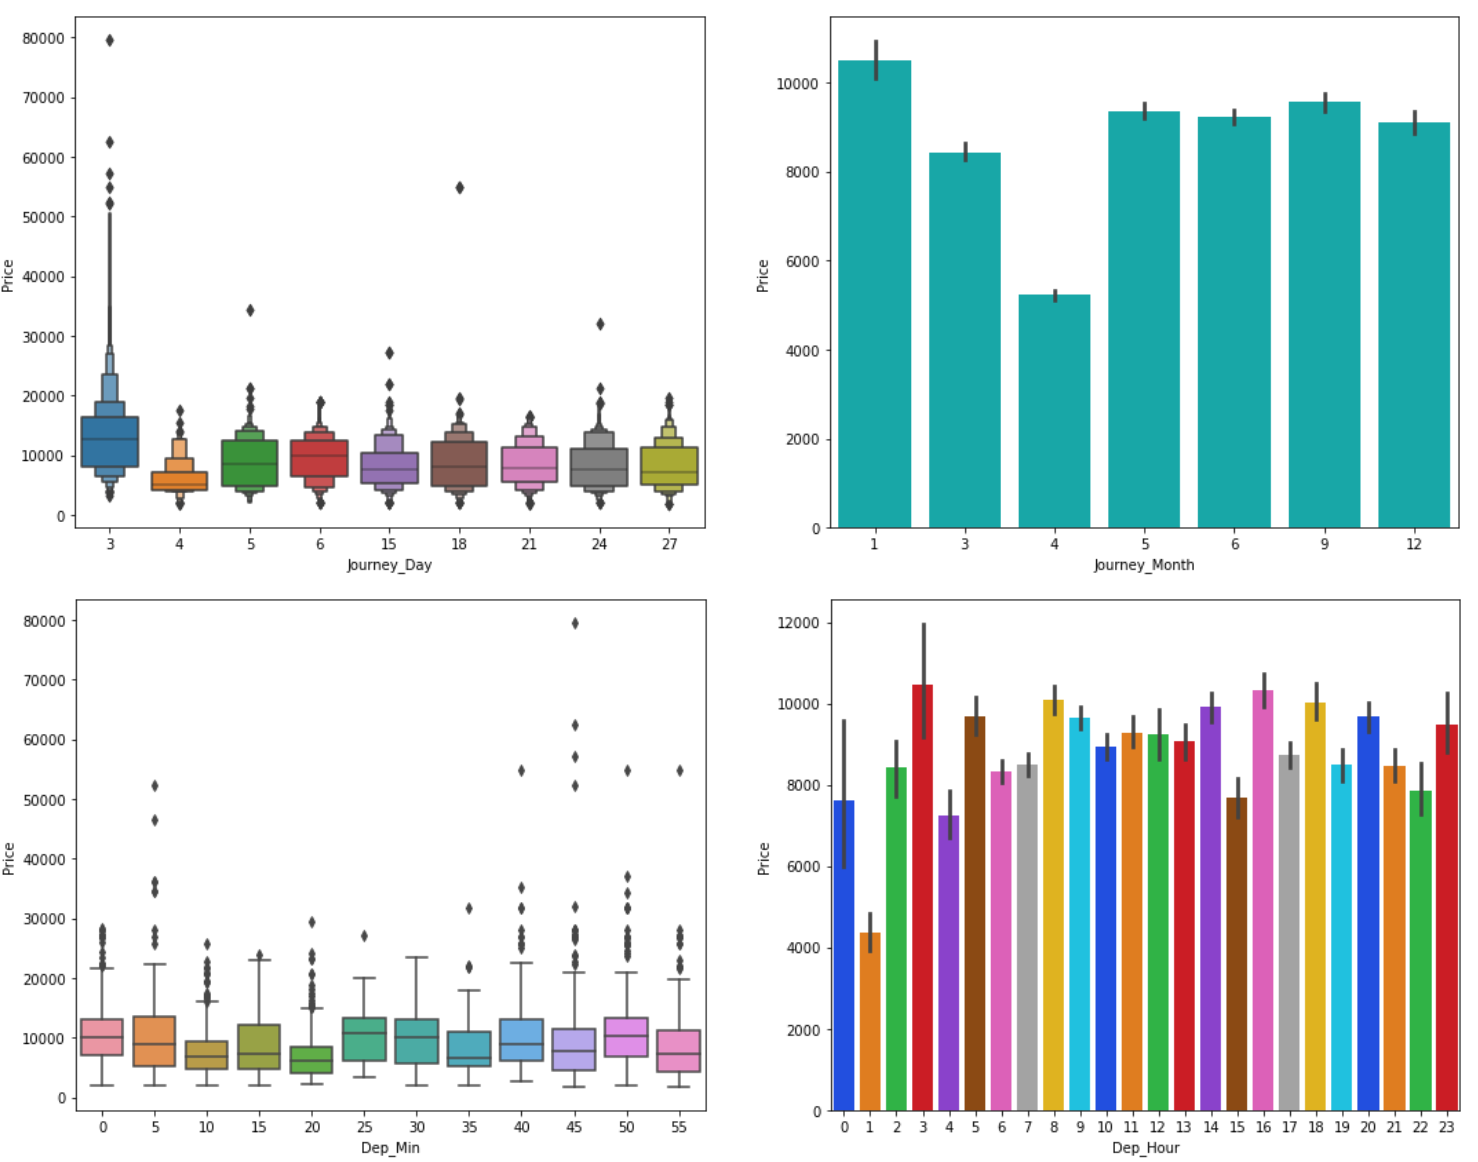 80000
70000
60000
50000
40000
30000
20000
10000
0
Price
3 4 5 6 15 18 21 24 27
Journey_Day
10000
8000
6000
4000
2000
0
Price
1 3 4 5 6 9 12
Journey_Month
80000
70000
60000
50000
40000
30000
20000
10000
0
Price
0 5 10 15 20 25 30 35 40 45 50 55
Dep_Min
12000
10000
8000
6000
4000
2000
0
Price
0 1 2 3 4 5 6 7 8 9 10 11 12 13 14 15 16 17 18 19 20 21 22 23
Dep_Hour